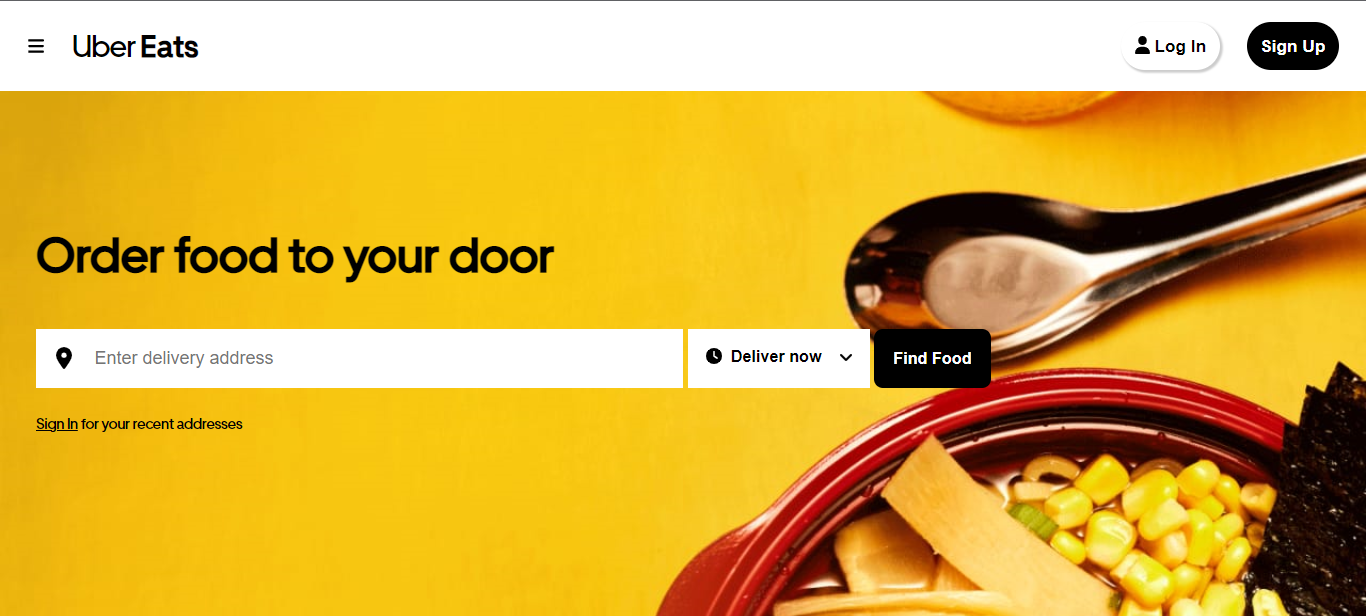 Uber Eats
Log In
Sign Up
Order food to your door
Enter delivery address
Deliver now
Find Food
Sign In for your recent addresses